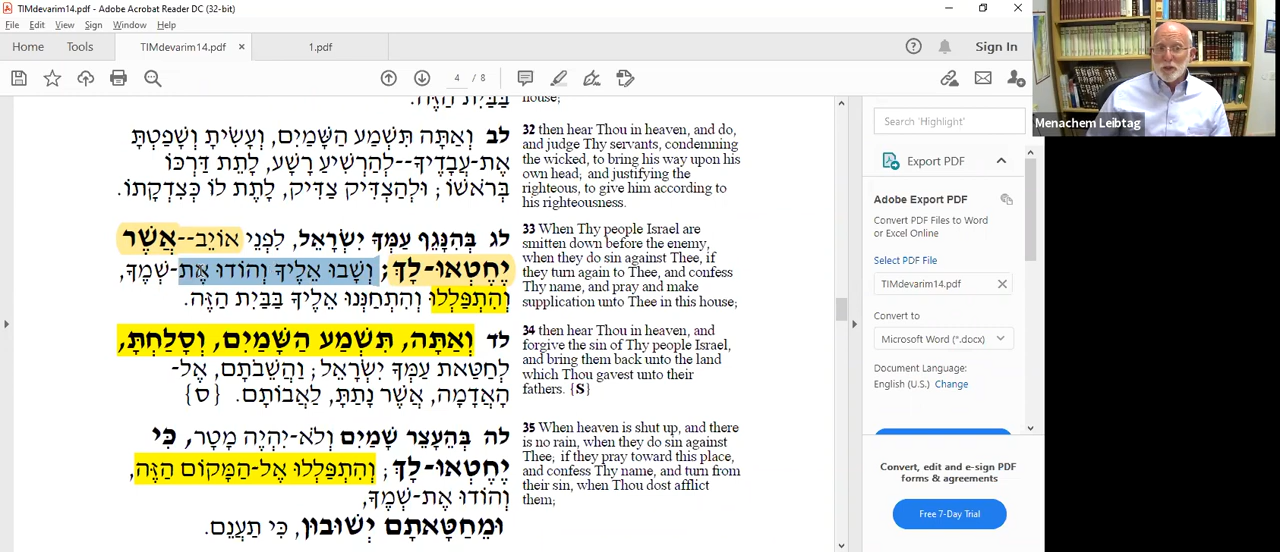 TIMdevarim14.pdf - Adobe Acrobat Reader DC (32-bit)
File Edit View Sign Window Help
Home Tools TIMdevarim14.pdf × 1.pdf Sign In
4 / 8
בַּבַּיִת הַזֶּה.
house;
לב וְאַתָּה תִּשְׁמַע הַשָּׁמַיִם, וְעָשִׂיתָ וְשָׁפַטְתָּ
אֶת-עֲבָדֶיךָ--לְהַרְשִׁיעַ רָשָׁע, לָתֵת דַּרְכּוֹ
בְּרֹאשׁוֹ; וּלְהַצְדִּיק צַדִּיק, לָתֶת לוֹ כְּצִדְקָתוֹ.
32 then hear Thou in heaven, and do,
and judge Thy servants, condemning
the wicked, to bring his way upon his
own head; and justifying the
righteous, to give him according to
his righteousness.
לג בְּהִנָּגֵף עַמְּךָ יִשְׂרָאֵל, לִפְנֵי אוֹיֵב--אֲשֶׁר
יֶחֶטְאוּ-לָךְ; וְשָׁבוּ אֵלֶיךָ וְהוֹדוּ אֶת-שְׁמֶךָ,
וְהִתְפַּלְלוּ וְהִתְחַנְּנוּ אֵלֶיךָ בַּבַּיִת הַזֶּה.
33 When Thy people Israel are
smitten down before the enemy,
when they do sin against Thee, if
they turn again to Thee, and confess
Thy name, and pray and make
supplication unto Thee in this house;
לד וְאַתָּה, תִּשְׁמַע הַשָּׁמַיִם, וְסָלַחְתָּ,
לְחַטַּאת עַמְּךָ יִשְׂרָאֵל; וַהֲשֵׁבֹתָם, אֶל-
הָאֲדָמָה, אֲשֶׁר נָתַתָּ, לַאֲבוֹתָם. {ס}
34 then hear Thou in heaven, and
forgive the sin of Thy people Israel,
and bring them back unto the land
which Thou gavest unto their
fathers. {S}
לה בְּהֵעָצֵר שָׁמַיִם וְלֹא-יִהְיֶה מָטָר, כִּי
יֶחֶטְאוּ-לָךְ; וְהִתְפַּלְלוּ אֶל-הַמָּקוֹם הַזֶּה,
וְהוֹדוּ אֶת-שְׁמֶךָ,
וּמֵחַטָּאתָם יְשׁוּבוּן, כִּי תַעֲנֵם.
35 When heaven is shut up, and there
is no rain, when they do sin against
Thee; if they pray toward this place,
and confess Thy name, and turn from
their sin, when Thou dost afflict
them;
Search 'Highlight'
Export PDF
Adobe Export PDF
Convert PDF Files to Word
or Excel Online
Select PDF File
TIMdevarim14.pdf
Convert to
Microsoft Word (*.docx)
Document Language:
English (U.S.) Change
Convert, edit and e-sign PDF
forms & agreements
Free 7-Day Trial
Menachem Leibtag